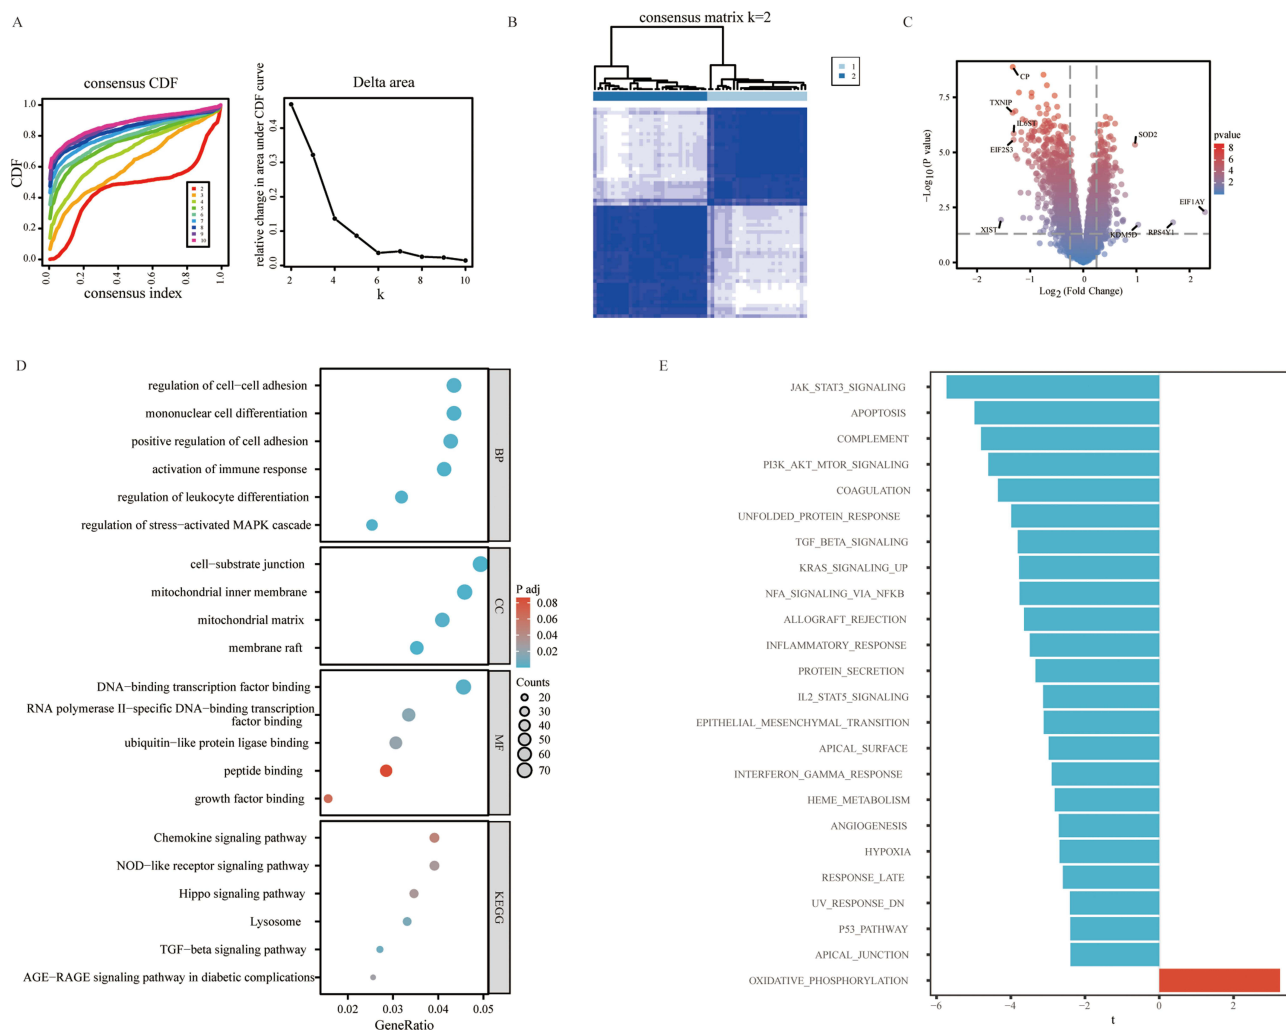 A
consensus CDF
CDF
1.0
0.8
0.6
0.4
0.2
0.0
2
3
4
5
6
7
8
9
10
0.0
0.2
0.4
0.6
0.8
1.0
consensus index
Delta area
relative change in area under CDF curve
0.4
0.3
0.2
0.1
0.0
2
4
6
8
10
k
B
consensus matrix k=2
1
2
C
−Log10(P value)
7.5
5.0
2.5
0.0
CP
TXNIP
IL6ST
EIF2S3
SOD2
XIST
KDM5D
RPS4Y1
EIF1AY
pvalue
8
6
4
2
−2
−1
0
1
2
Log2 (Fold Change)
D
regulation of cell−cell adhesion
mononuclear cell differentiation
positive regulation of cell adhesion
activation of immune response
regulation of leukocyte differentiation
regulation of stress−activated MAPK cascade
BP
cell−substrate junction
mitochondrial inner membrane
mitochondrial matrix
membrane raft
CC
DNA−binding transcription factor binding
RNA polymerase II−specific DNA−binding transcription
factor binding
ubiquitin−like protein ligase binding
peptide binding
growth factor binding
MF
Chemokine signaling pathway
NOD−like receptor signaling pathway
Hippo signaling pathway
Lysosome
TGF−beta signaling pathway
AGE−RAGE signaling pathway in diabetic complications
KEGG
0.02
0.03
0.04
0.05
GeneRatio
P adj
0.08
0.06
0.04
0.02
Counts
20
30
40
50
60
70
E
JAK_STAT3_SIGNALING
APOPTOSIS
COMPLEMENT
PI3K_AKT_MTOR_SIGNALING
COAGULATION
UNFOLDED_PROTEIN_RESPONSE
TGF_BETA_SIGNALING
KRAS_SIGNALING_UP
NFA_SIGNALING_VIA_NFKB
ALLOGRAFT_REJECTION
INFLAMMATORY_RESPONSE
PROTEIN_SECRETION
IL2_STAT5_SIGNALING
EPITHELIAL_MESENCHYMAL_TRANSITION
APICAL_SURFACE
INTERFERON_GAMMA_RESPONSE
HEME_METABOLISM
ANGIOGENESIS
HYPOXIA
RESPONSE_LATE
UV_RESPONSE_DN
P53_PATHWAY
APICAL_JUNCTION
OXIDATIVE_PHOSPHORYLATION
−6
−4
−2
0
2
t